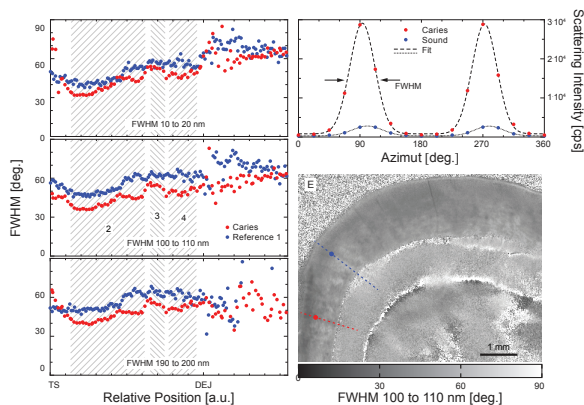 90
60
30
0
FWHM 10 to 20 nm
60
30
0
2
3
4
Caries
Reference 1
FWHM 100 to 110 nm
60
30
0
FWHM 190 to 200 nm
FWHM [deg.]
TS
DEJ
Relative Position [a.u.]
Caries
Sound
Fit
FWHM
3 10⁴
2 10⁴
1 10⁴
0
Scattering Intensity [cps]
0
90
180
270
360
Azimut [deg.]
E
1 mm
0
30
60
90
FWHM 100 to 110 nm [deg.]